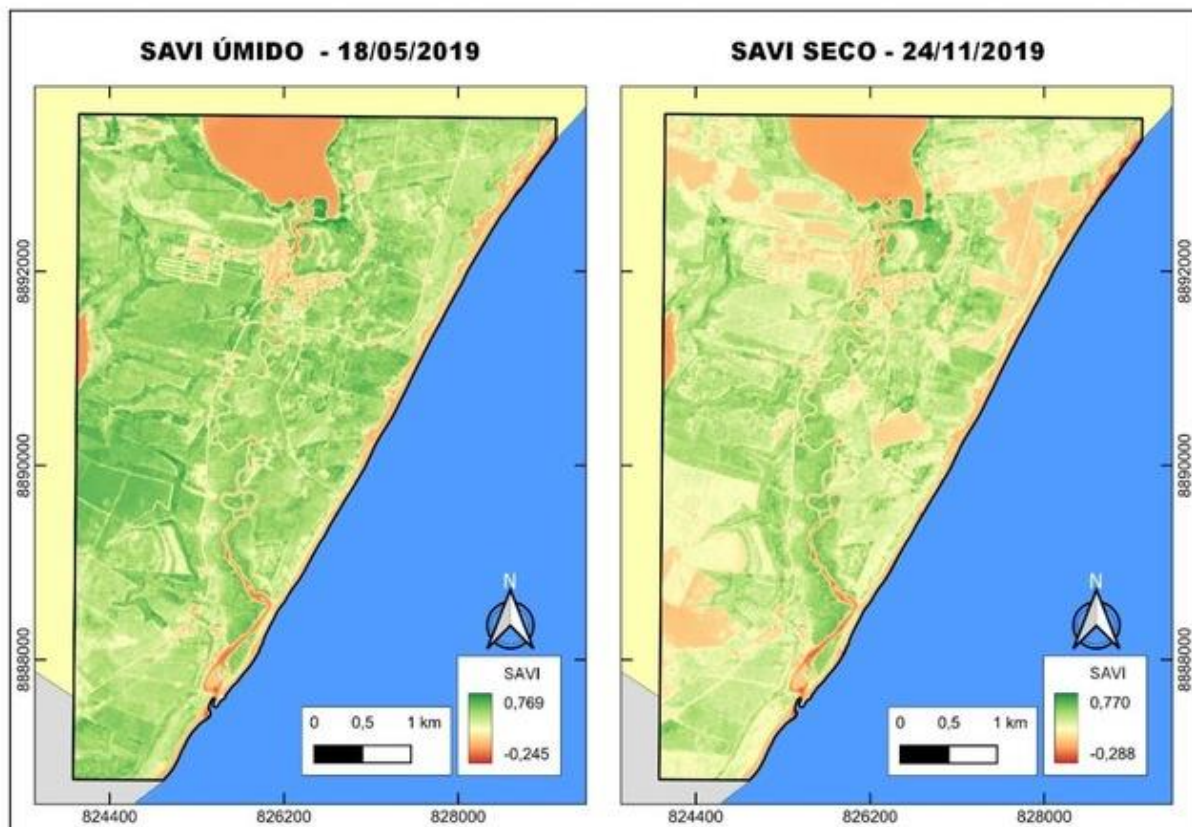 SAVI ÚMIDO - 18/05/2019
8892000
8890000
8888000
N
SAVI
0,769
-0,245
0 0,5 1 km
824400 826200 828000
SAVI SECO - 24/11/2019
8892000
8890000
8888000
N
SAVI
0,770
-0,288
0 0,5 1 km
824400 826200 828000